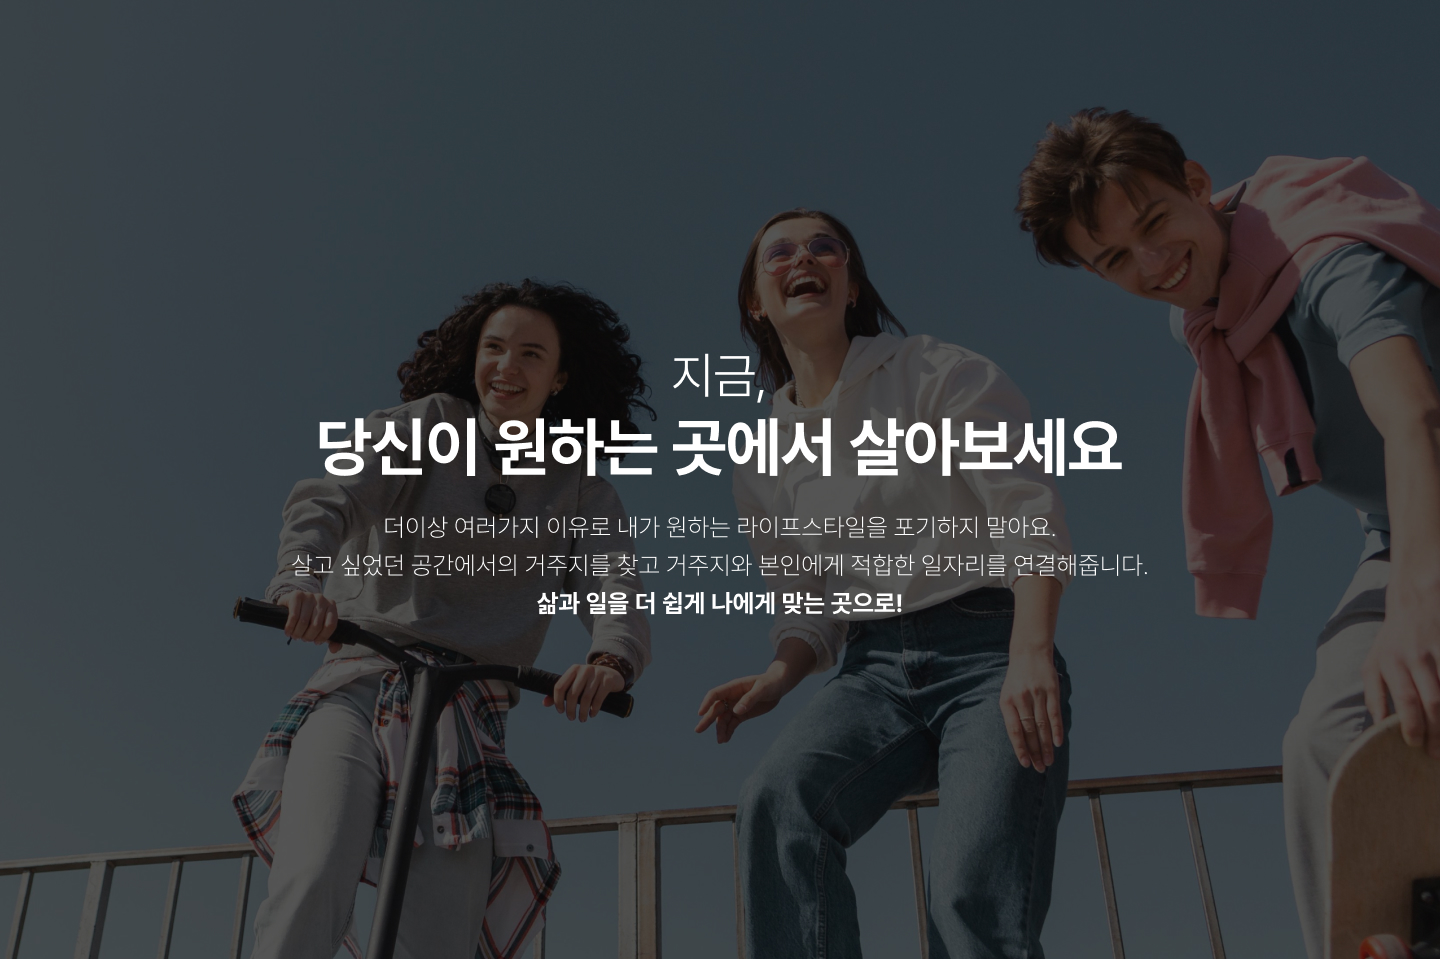 지금,
당신이 원하는 곳에서 살아보세요
더이상 여러가지 이유로 내가 원하는 라이프스타일을 포기하지 말아요.
살고 싶었던 공간에서의 거주지를 찾고 거주지와 본인에게 적합한 일자리를 연결해줍니다.
삶과 일을 더 쉽게 나에게 맞는 곳으로!